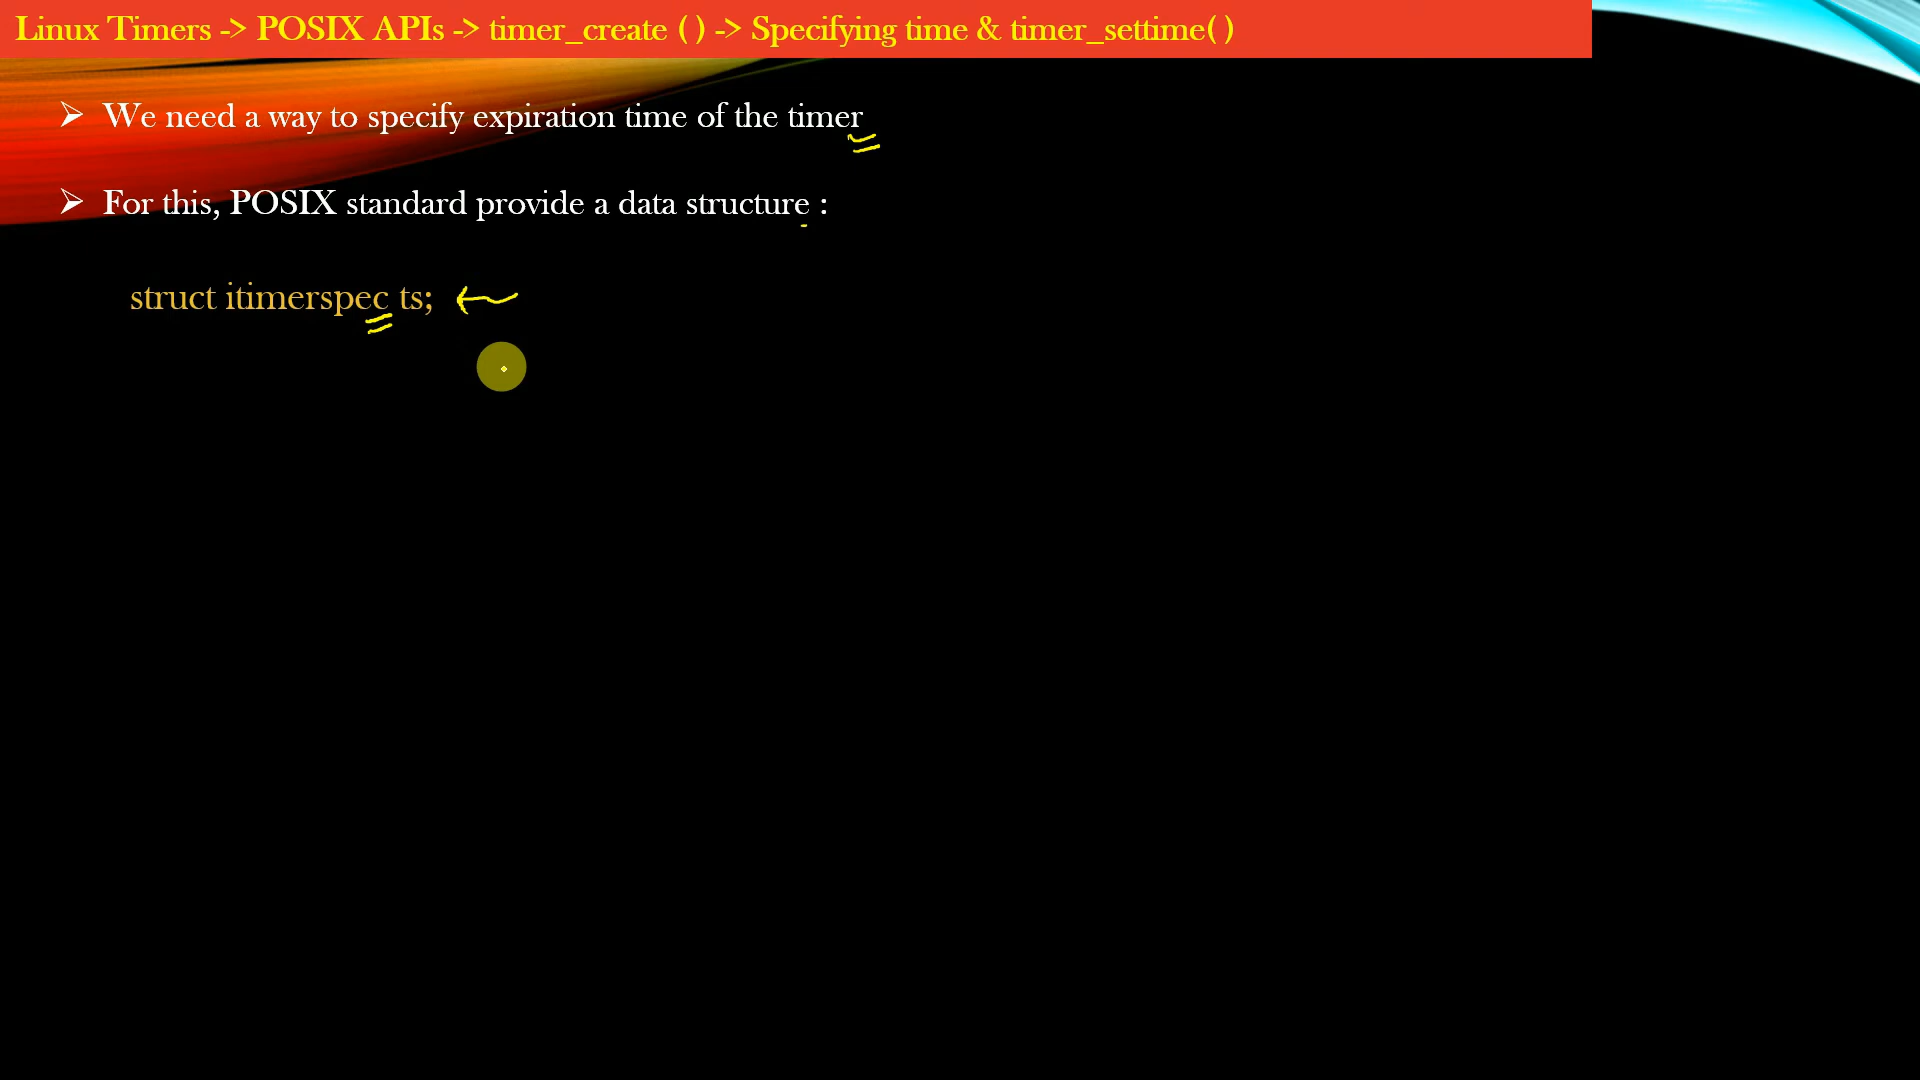 Linux Timers -> POSIX APIs -> timer_create ( ) -> Specifying time & timer_settime( )
➢ We need a way to specify expiration time of the timer
➢ For this, POSIX standard provide a data structure :
struct itimerspec ts;